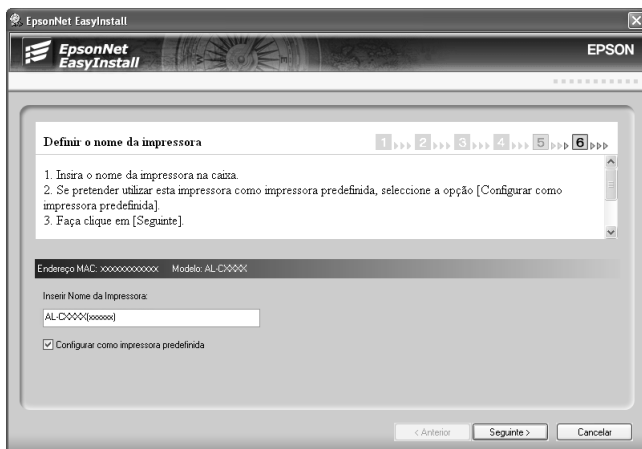 EpsonNet EasyInstall
EpsonNet
EasyInstall
EPSON
Definir o nome da impressora
1 2 3 4 5 6
1. Insira o nome da impressora na caixa.
2. Se pretender utilizar esta impressora como impressora predefinida, seleccione a opção [Configurar como
impressora predefinida].
3. Faça clique em [Seguinte].
Endereço MAC: xxxxxxxxxxxx Modelo: AL-CXXXX
Inserir Nome da Impressora:
AL-CXXXX(xxxxxx)
Configurar como impressora predefinida
< Anterior Seguinte > Cancelar